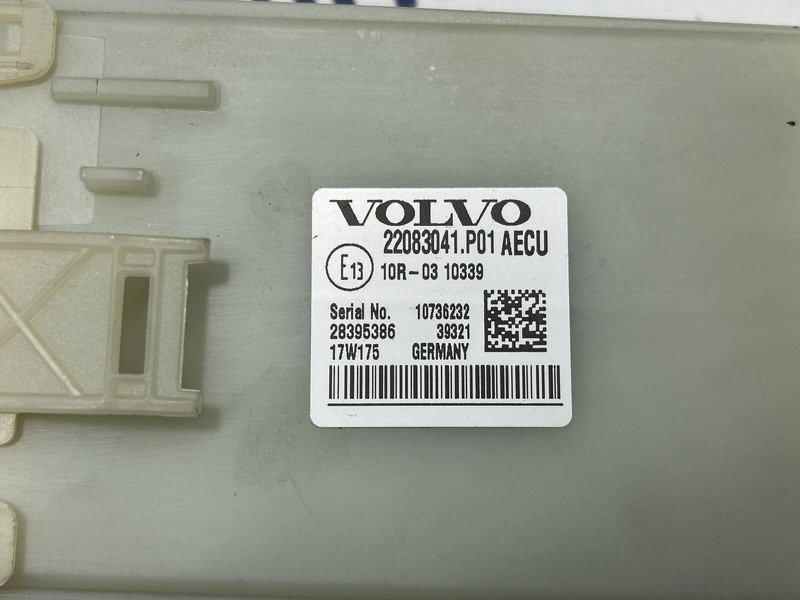 VOLVO
22083041.P01 AECU
E13 10R-03 10339
Serial No. 10736232
28395386 39321
17W175 GERMANY